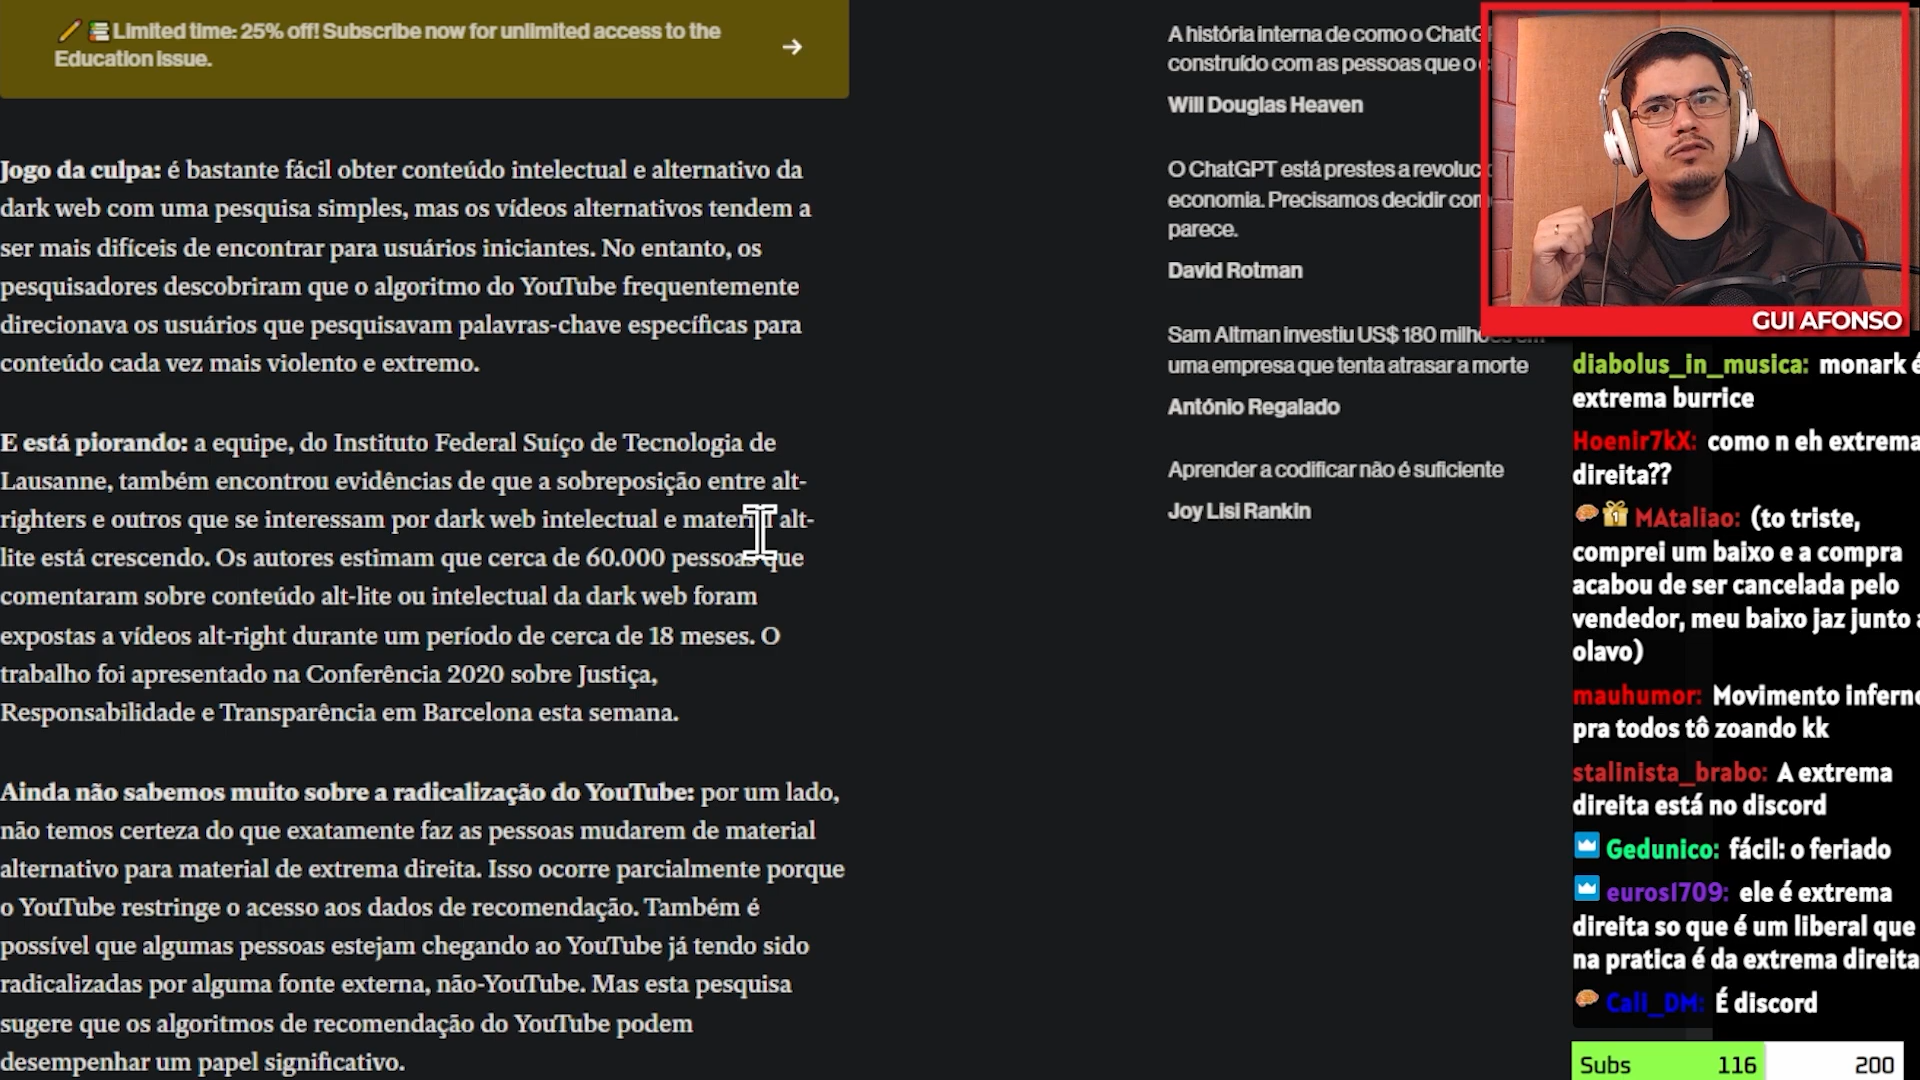 Limited time: 25% off! Subscribe now for unlimited access to the
Education issue.
Jogo da culpa: é bastante fácil obter conteúdo intelectual e alternativo da
dark web com uma pesquisa simples, mas os vídeos alternativos tendem a
ser mais difíceis de encontrar para usuários iniciantes. No entanto, os
pesquisadores descobriram que o algoritmo do YouTube frequentemente
direcionava os usuários que pesquisavam palavras-chave específicas para
conteúdo cada vez mais violento e extremo.
E está piorando: a equipe, do Instituto Federal Suíço de Tecnologia de
Lausanne, também encontrou evidências de que a sobreposição entre alt-
righters e outros que se interessam por dark web intelectual e material alt-
lite está crescendo. Os autores estimam que cerca de 60.000 pessoas que
comentaram sobre conteúdo alt-lite ou intelectual da dark web foram
expostas a vídeos alt-right durante um período de cerca de 18 meses. O
trabalho foi apresentado na Conferência 2020 sobre Justiça,
Responsabilidade e Transparência em Barcelona esta semana.
Ainda não sabemos muito sobre a radicalização do YouTube: por um lado,
não temos certeza do que exatamente faz as pessoas mudarem de material
alternativo para material de extrema direita. Isso ocorre parcialmente porque
o YouTube restringe o acesso aos dados de recomendação. Também é
possível que algumas pessoas estejam chegando ao YouTube já tendo sido
radicalizadas por alguma fonte externa, não-YouTube. Mas esta pesquisa
sugere que os algoritmos de recomendação do YouTube podem
desempenhar um papel significativo.
A história interna de como o
construído com as pessoas que o
Will Douglas Heaven
O ChatGPT está prestes a
economia. Precisamos decidir
parece.
David Rotman
Sam Altman investiu US$ 180
uma empresa que tenta atrasar a morte
António Regalado
Aprender a codificar não é suficiente
Joy Lisi Rankin
GUI AFONSO
diabolus_in_musica: monark é
extrema burrice
Hoenir7kX: como n eh extrema
direita??
MAtaliao: (to triste,
comprei um baixo e a compra
acabou de ser cancelada pelo
vendedor, meu baixo jaz junto a
olavo)
mauhumor: Movimento inferno
pra todos tô zoando kk
stalinista_brabo: A extrema
direita está no discord
Gedunico: fácil: o feriado
euros1709: ele é extrema
direita so que é um liberal que
na pratica é da extrema direita
Cali_DM: É discord
Subs 116 200